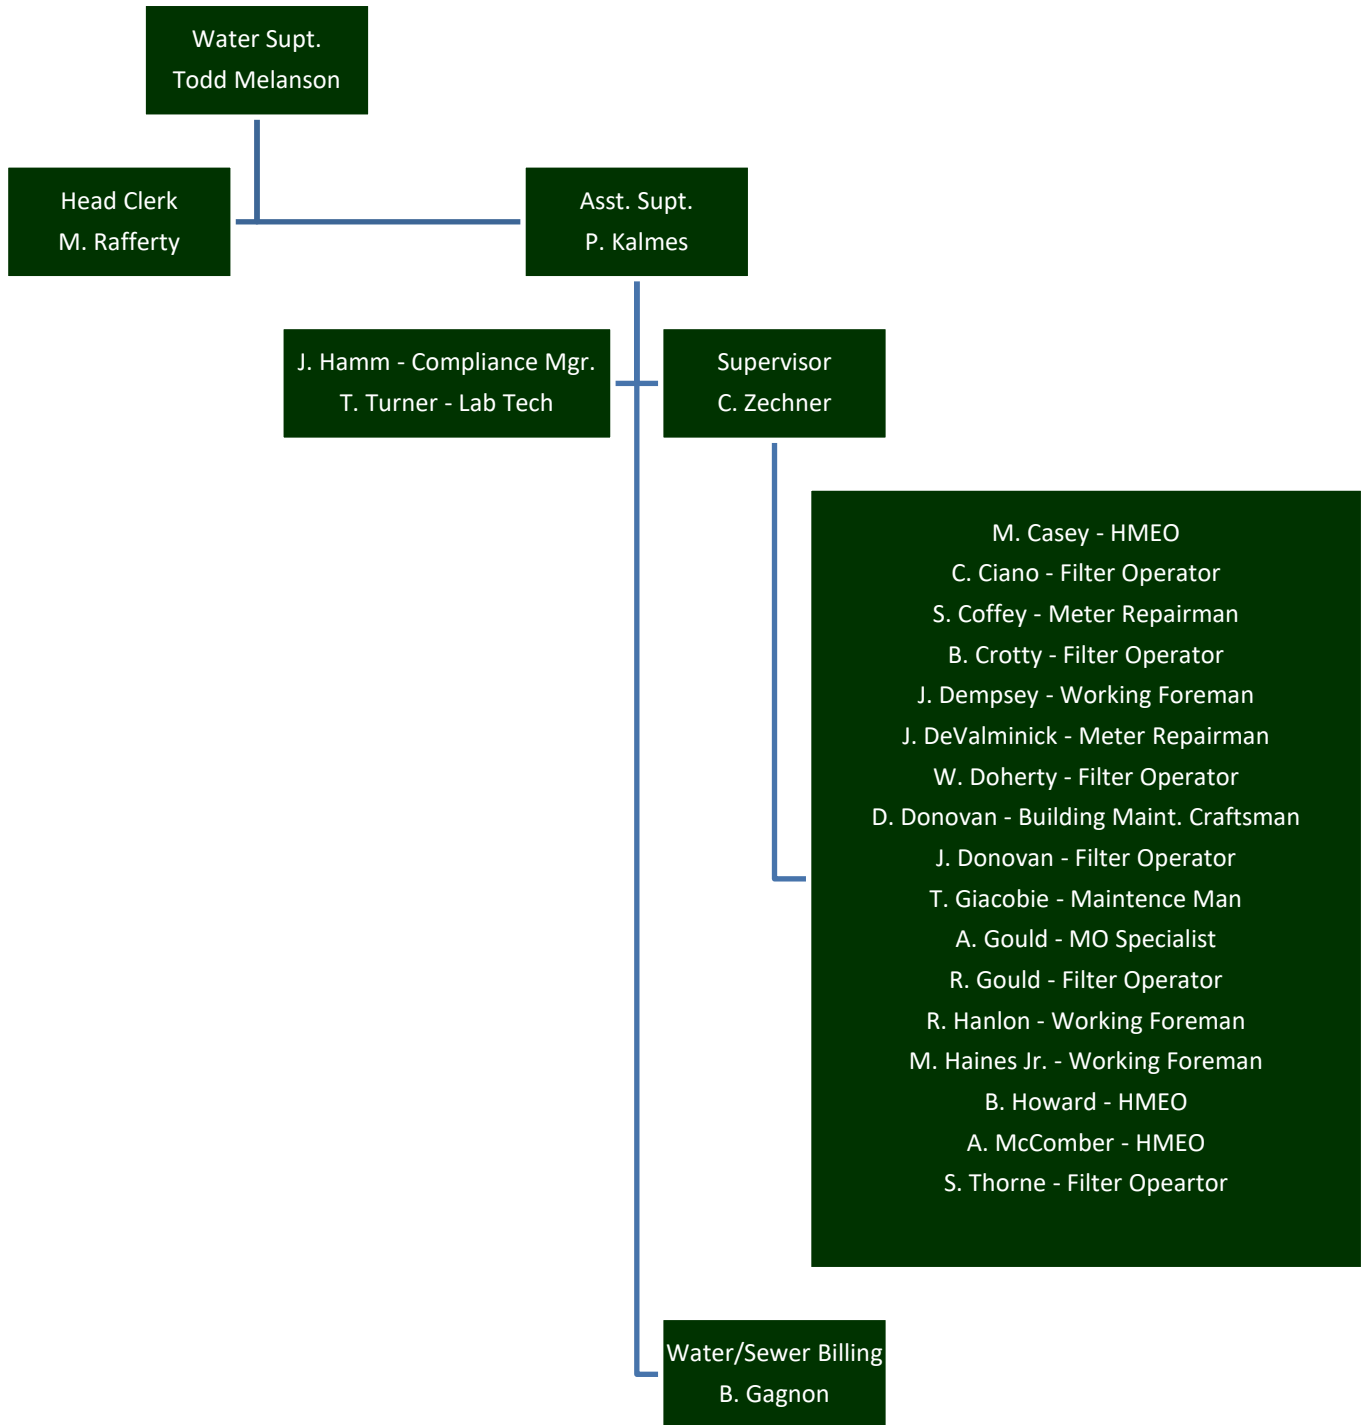 Water Supt.
Todd Melanson
Head Clerk
M. Rafferty
Asst. Supt.
P. Kalmes
J. Hamm - Compliance Mgr.
T. Turner - Lab Tech
Supervisor
C. Zechner
M. Casey - HMEO
C. Ciano - Filter Operator
S. Coffey - Meter Repairman
B. Crotty - Filter Operator
J. Dempsey - Working Foreman
J. DeValminick - Meter Repairman
W. Doherty - Filter Operator
D. Donovan - Building Maint. Craftsman
J. Donovan - Filter Operator
T. Giacobie - Maintence Man
A. Gould - MO Specialist
R. Gould - Filter Operator
R. Hanlon - Working Foreman
M. Haines Jr. - Working Foreman
B. Howard - HMEO
A. McComber - HMEO
S. Thorne - Filter Opeartor
Water/Sewer Billing
B. Gagnon